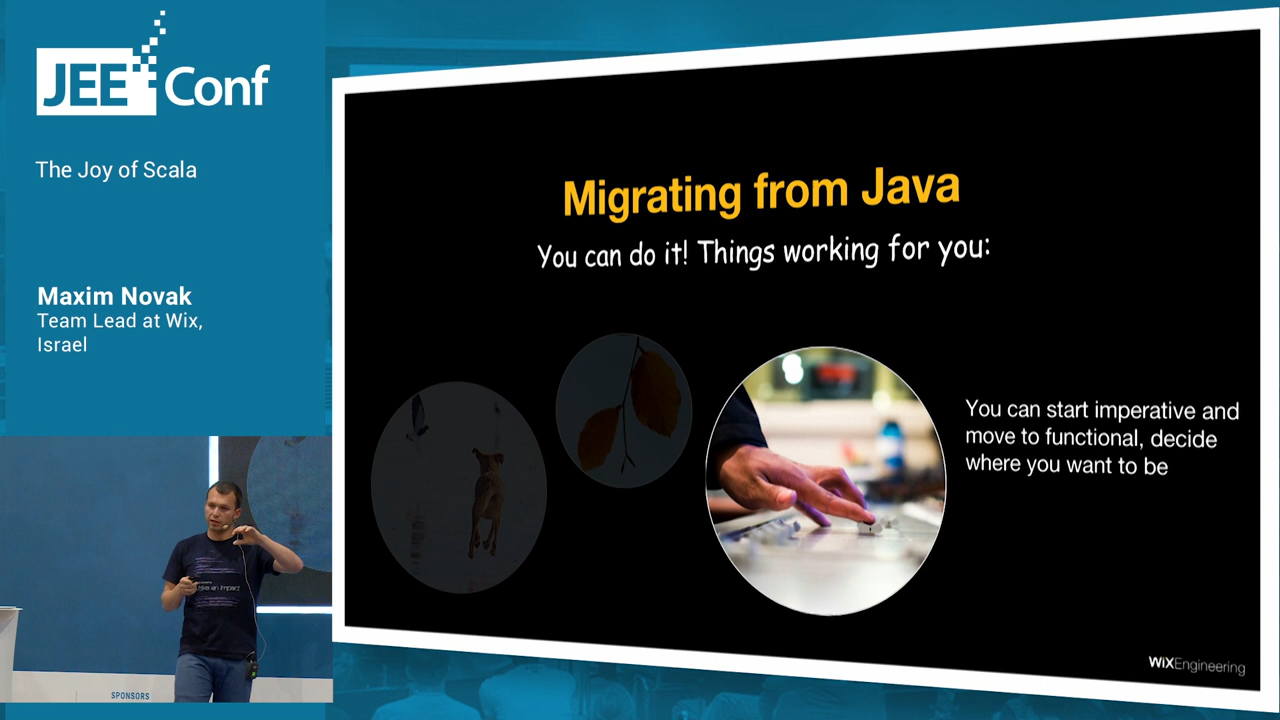 JEE Conf
The Joy of Scala
Maxim Novak
Team Lead at Wix,
Israel
SPONSORS
Migrating from Java
You can do it! Things working for you:
You can start imperative and
move to functional, decide
where you want to be
WiXEngineering